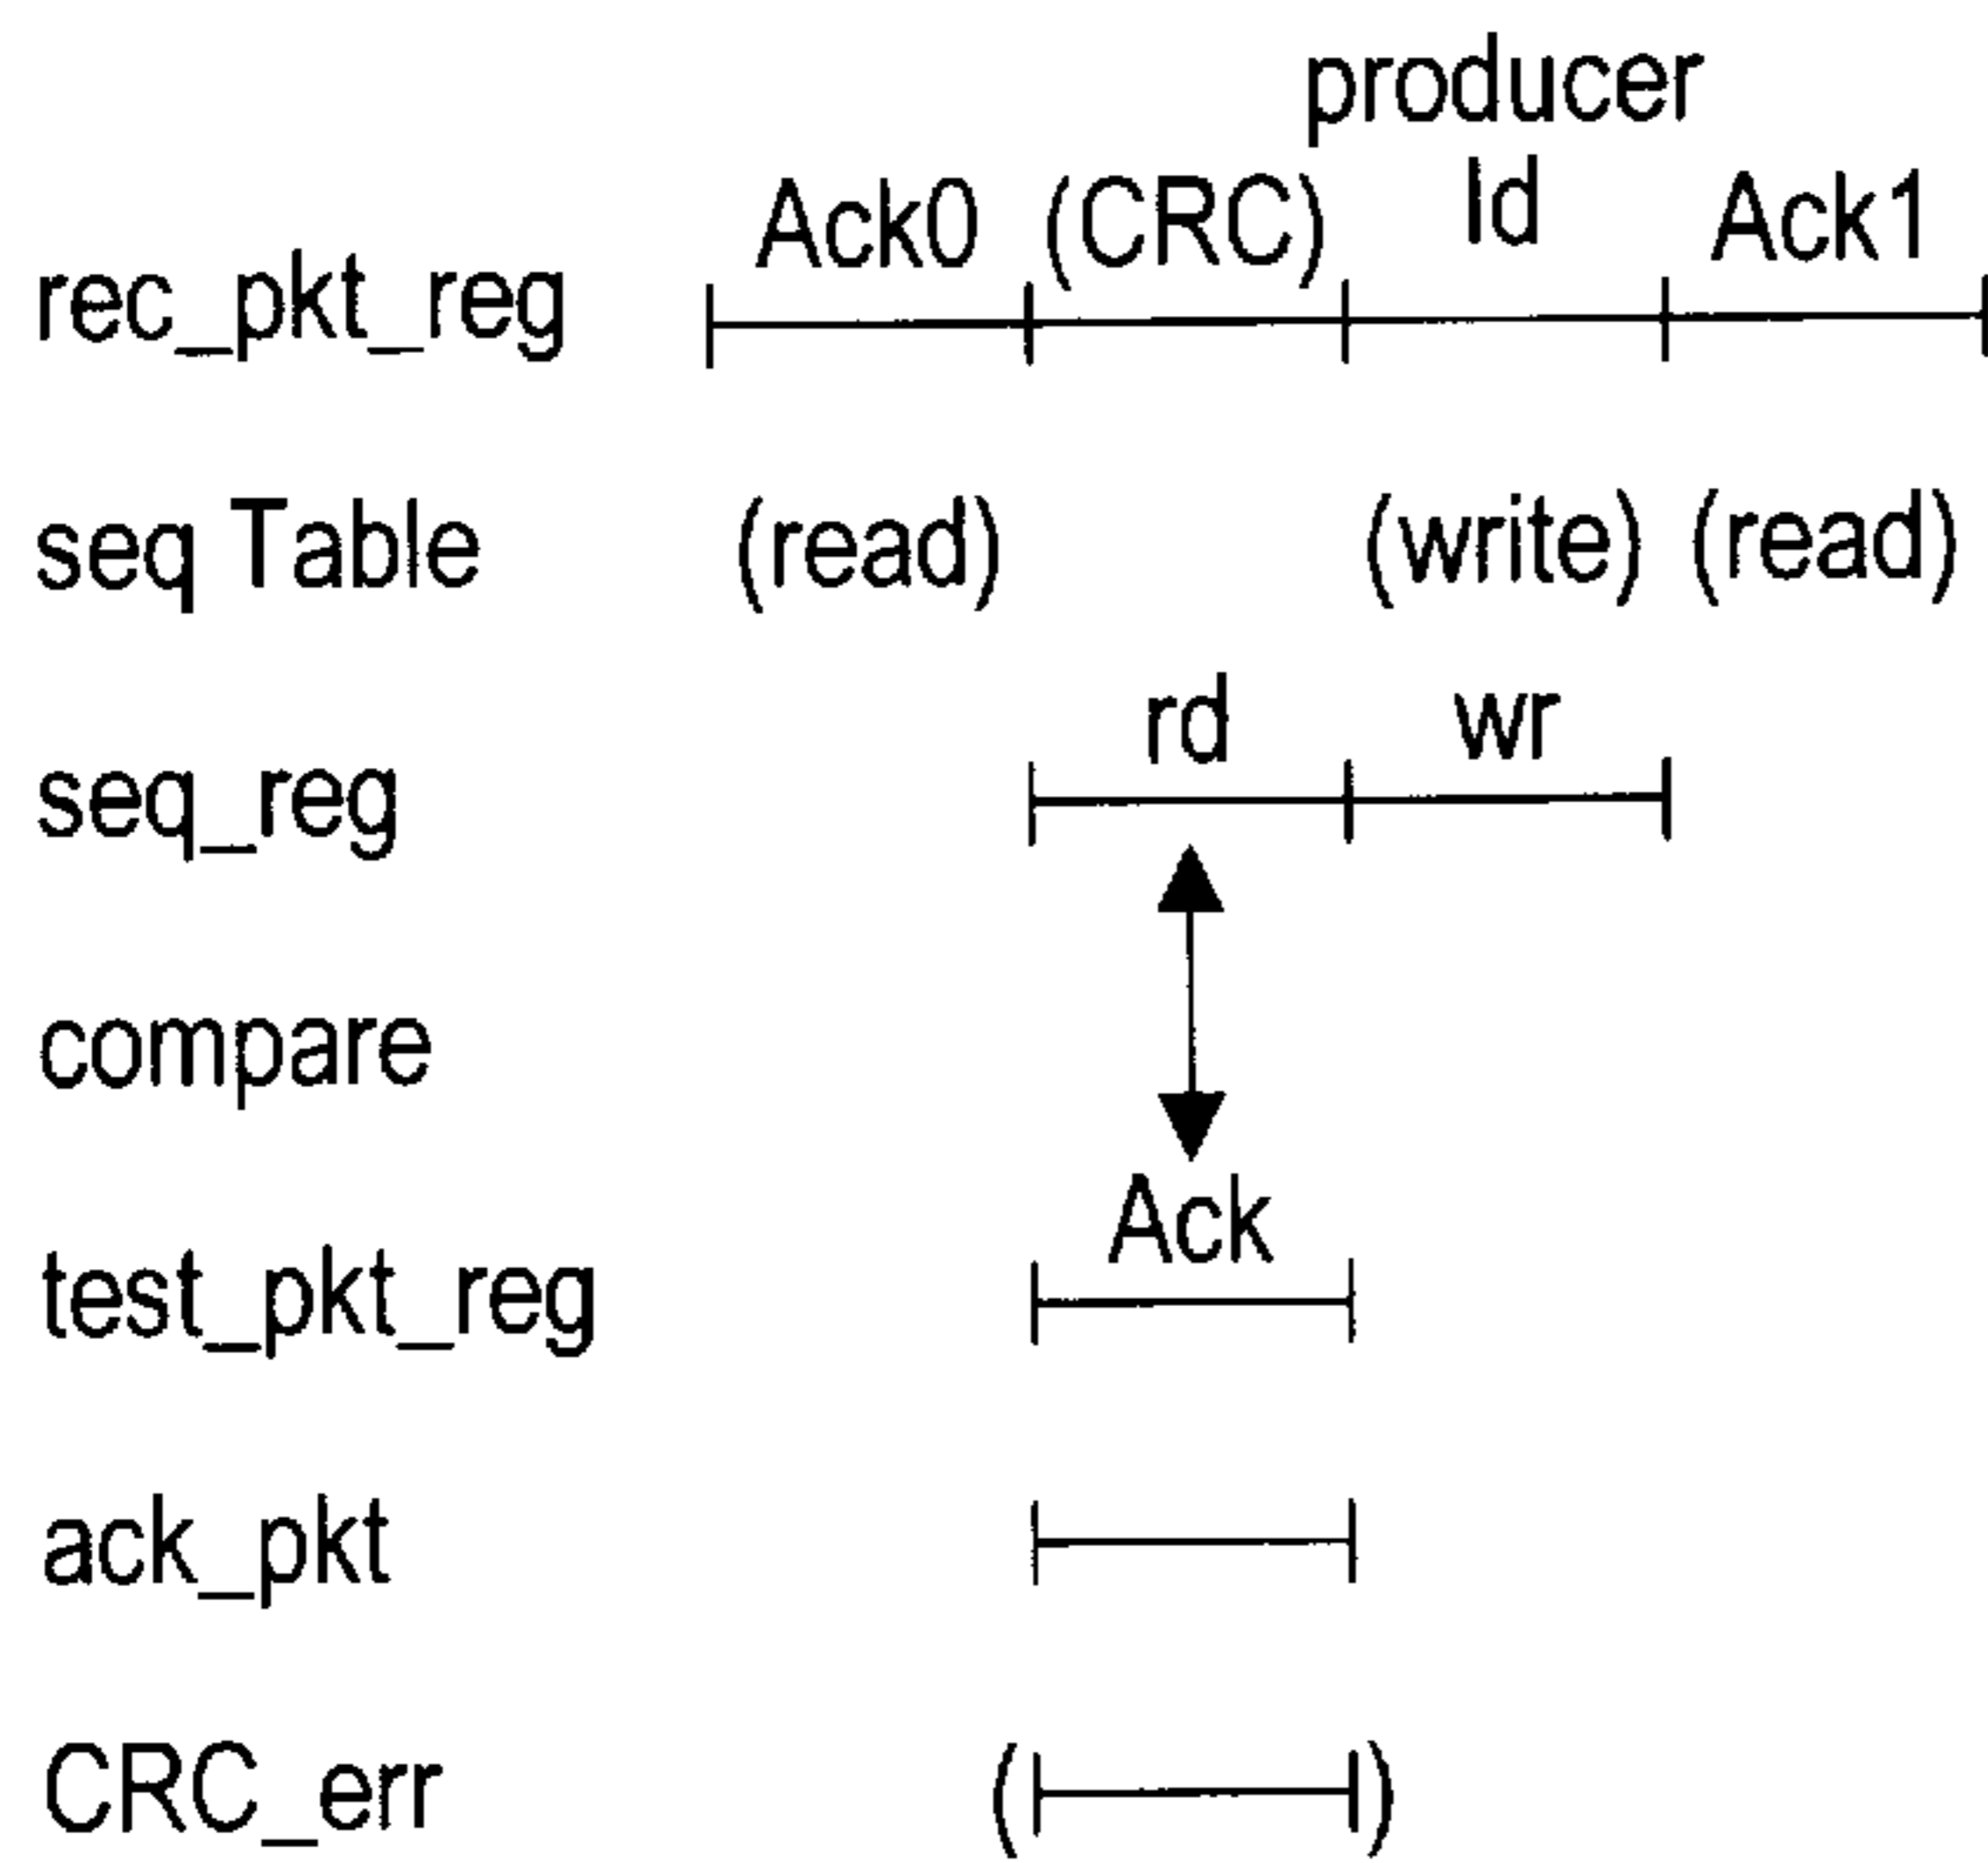 producer
rec_pkt_reg Ack0 (CRC) Id Ack1
seq Table (read) (write) (read)
seq_reg rd wr
compare
Ack
test_pkt_reg
ack_pkt
CRC_err ( )